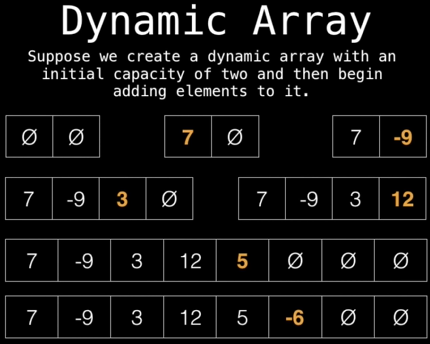 Dynamic Array
Suppose we create a dynamic array with an
initial capacity of two and then begin
adding elements to it.
Ø Ø 7 Ø 7 -9
7 -9 3 Ø 7 -9 3 12
7 -9 3 12 5 Ø Ø Ø
7 -9 3 12 5 -6 Ø Ø